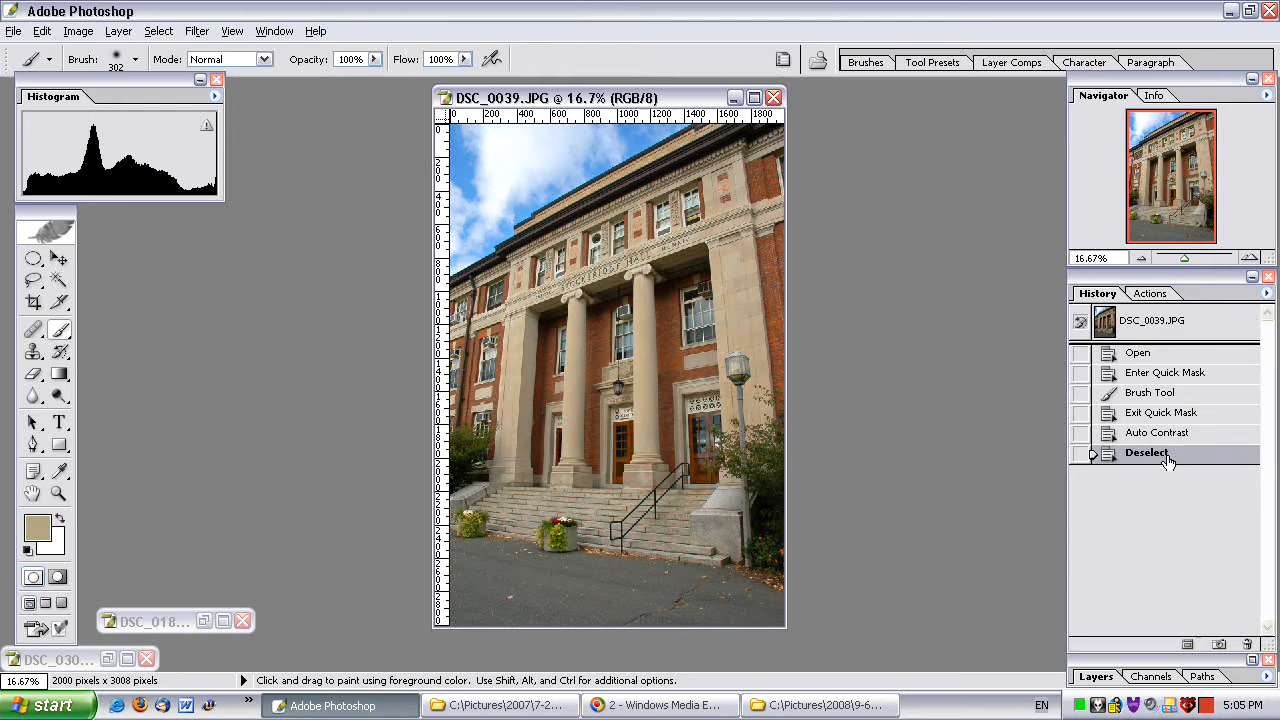 Adobe Photoshop
File Edit Image Layer Select Filter View Window Help
Brush: 302 Mode: Normal Opacity: 100% Flow: 100%
Brushes Tool Presets Layer Comps Character Paragraph
Histogram
DSC_0039.JPG @ 16.7% (RGB/8)
0 200 400 600 800 1000 1200 1400 1600 1800
Navigator Info
16.67%
History Actions
DSC_0039.JPG
Open
Enter Quick Mask
Brush Tool
Exit Quick Mask
Auto Contrast
Deselect
DSC_018...
DSC_030...
Layers Channels Paths
16.67% 2000 pixels x 3008 pixels Click and drag to paint using foreground color. Use Shift, Alt, and Ctrl for additional options.
start Adobe Photoshop C:\Pictures\2007\7-2... 2 - Windows Media E... C:\Pictures\2008\9-6... EN 5:05 PM